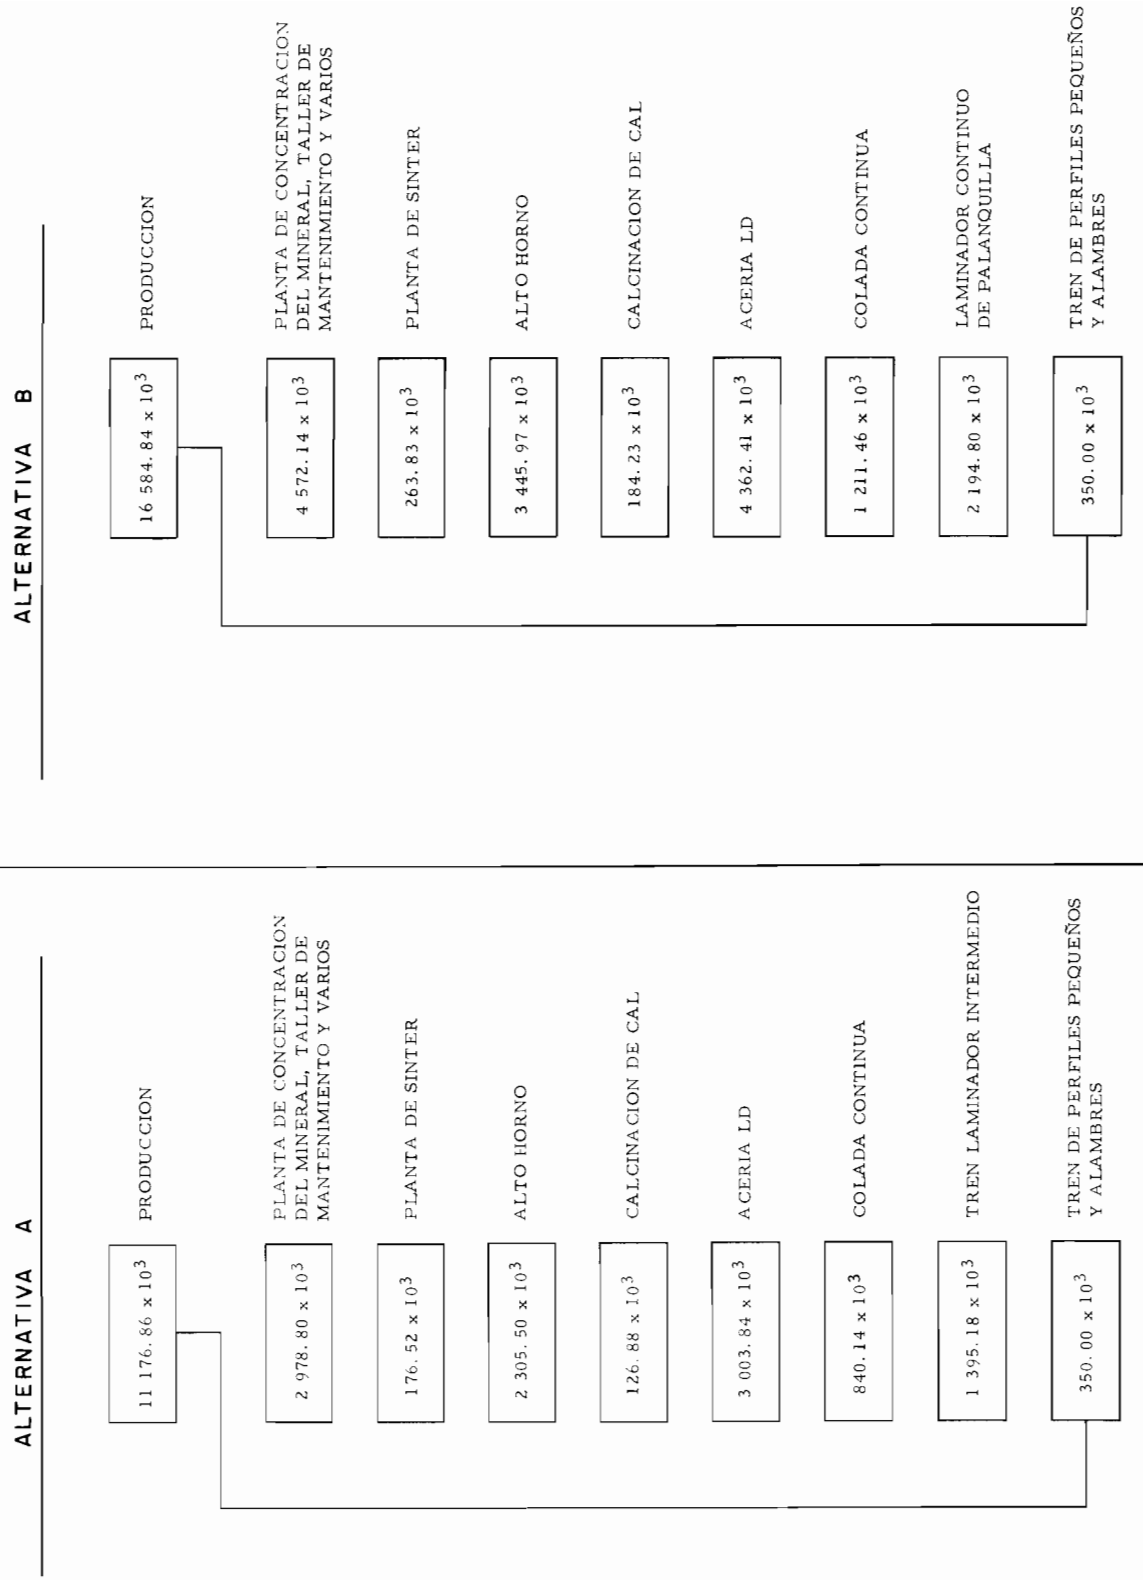 ALTERNATIVA A
11 176.86 x 10³
PRODUCCION
2 978.80 x 10³
PLANTA DE CONCENTRACION
DEL MINERAL, TALLER DE
MANTENIMIENTO Y VARIOS
176.52 x 10³
PLANTA DE SINTER
2 305.50 x 10³
ALTO HORNO
126.88 x 10³
CALCINACION DE CAL
3 003.84 x 10³
ACERIA LD
840.14 x 10³
COLADA CONTINUA
1 395.18 x 10³
TREN LAMINADOR INTERMEDIO
350.00 x 10³
TREN DE PERFILES PEQUEÑOS
Y ALAMBRES
ALTERNATIVA B
16 584.84 x 10³
PRODUCCION
4 572.14 x 10³
PLANTA DE CONCENTRACION
DEL MINERAL, TALLER DE
MANTENIMIENTO Y VARIOS
263.83 x 10³
PLANTA DE SINTER
3 445.97 x 10³
ALTO HORNO
184.23 x 10³
CALCINACION DE CAL
4 362.41 x 10³
ACERIA LD
1 211.46 x 10³
COLADA CONTINUA
2 194.80 x 10³
LAMINADOR CONTINUO
DE PALANQUILLA
350.00 x 10³
TREN DE PERFILES PEQUEÑOS
Y ALAMBRES